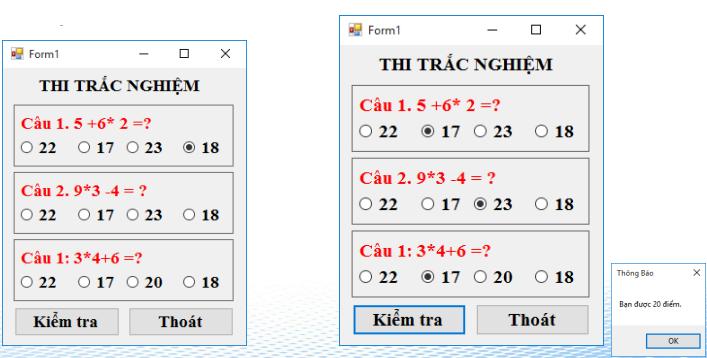 Form1
THI TRẮC NGHIỆM
Câu 1. 5 +6* 2 =?
22 17 23 18
Câu 2. 9*3 -4 = ?
22 17 23 18
Câu 1: 3*4+6 =?
22 17 20 18
Kiểm tra Thoát
Form1
THI TRẮC NGHIỆM
Câu 1. 5 +6* 2 =?
22 17 23 18
Câu 2. 9*3 -4 = ?
22 17 23 18
Câu 1: 3*4+6 =?
22 17 20 18
Kiểm tra Thoát
Thông Báo
Bạn được 20 điểm.
OK